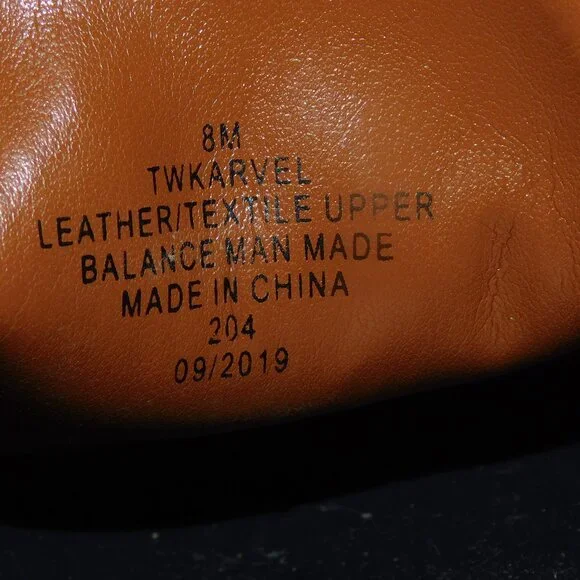 8M
TWKARVEL
LEATHER/TEXTILE UPPER
BALANCE MAN MADE
MADE IN CHINA
204
09/2019